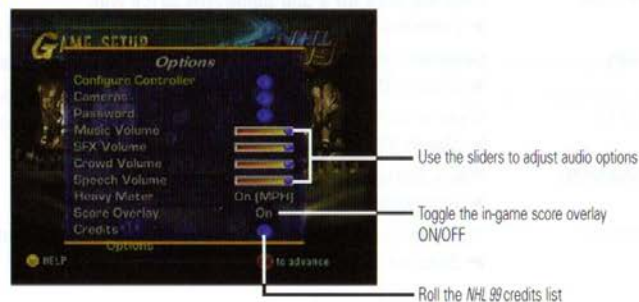 GAME SETUP
NHL 99
Options
Configure Controller
Cameras
Password
Music Volume
SFX Volume
Crowd Volume
Speech Volume
Heavy Meter On (MPH)
Score Overlay On
Credits
Options
HELP to advance
Use the sliders to adjust audio options
Toggle the in-game score overlay
ON/OFF
Roll the NHL 99 credits list